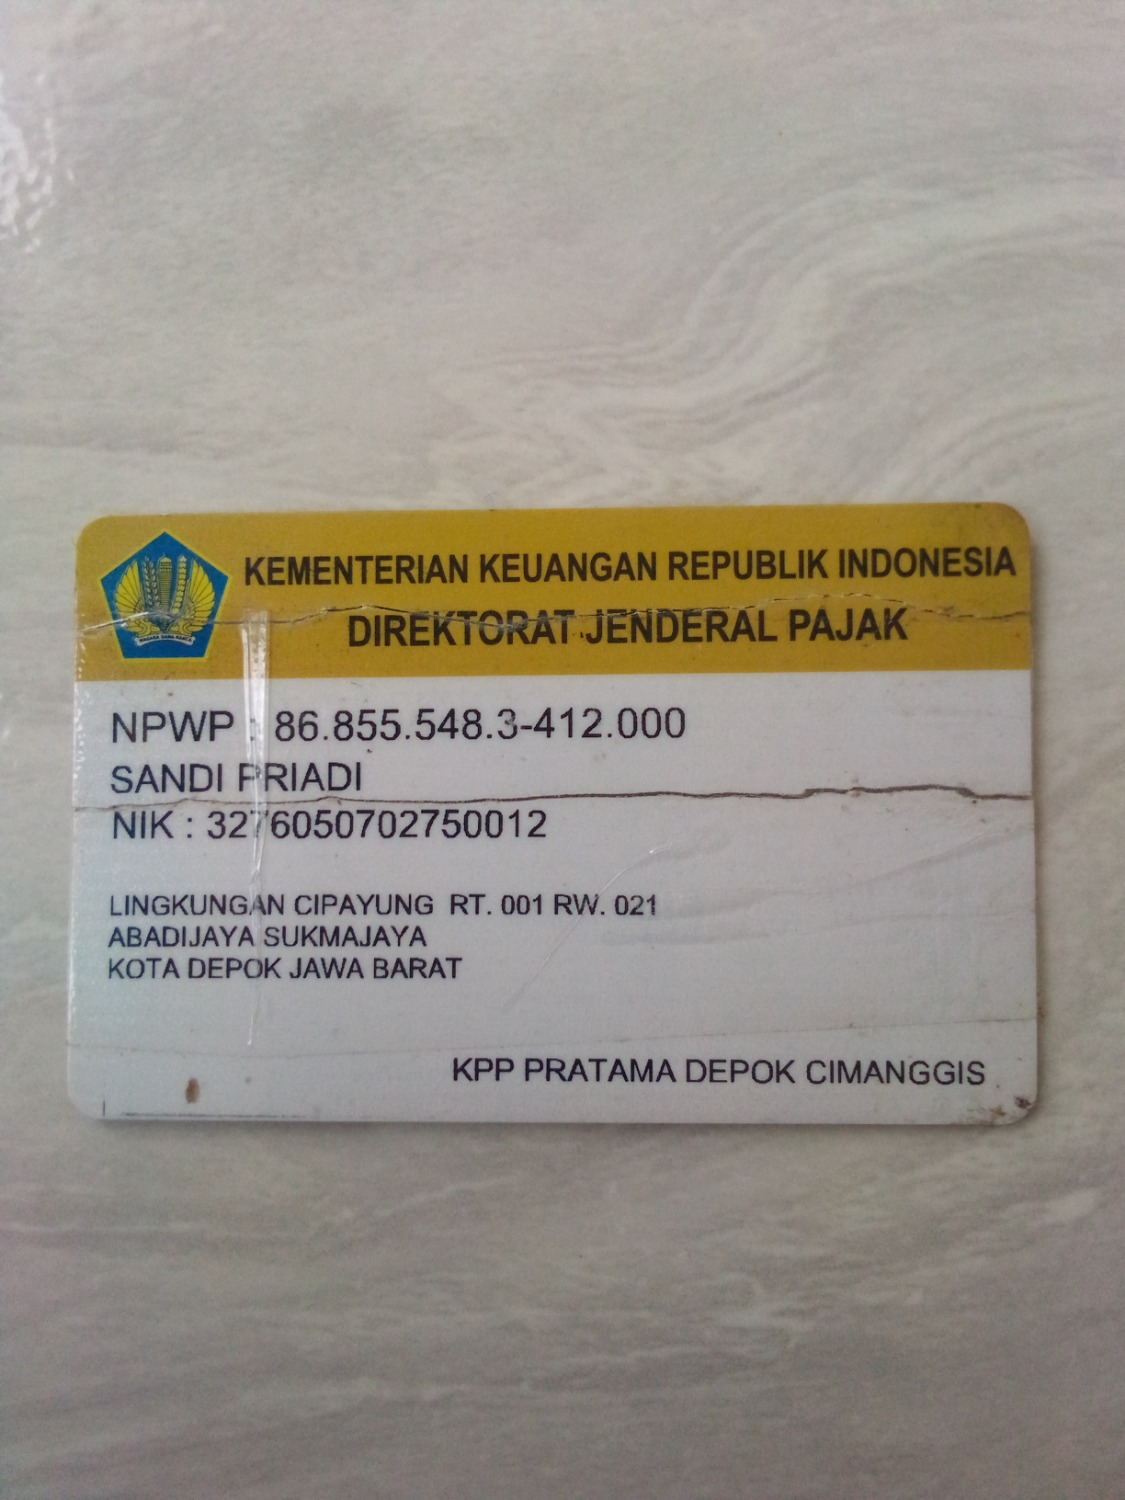 KEMENTERIAN KEUANGAN REPUBLIK INDONESIA
DIREKTORAT JENDERAL PAJAK
NPWP : 86.855.548.3-412.000
SANDI PRIADI
NIK : 3276050702750012
LINGKUNGAN CIPAYUNG RT. 001 RW. 021
ABADIJAYA SUKMAJAYA
KOTA DEPOK JAWA BARAT
KPP PRATAMA DEPOK CIMANGGIS